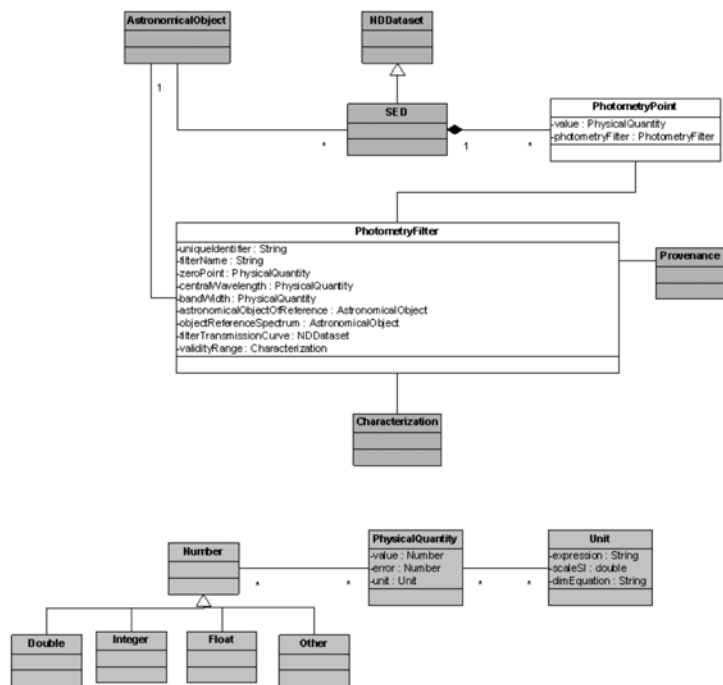 AstronomicalObject
NDDataset
1
SED
*
1
*
PhotometryPoint
-value : PhysicalQuantity
-photometryFilter : PhotometryFilter
PhotometryFilter
-uniqueIdentifier : String
-filterName : String
-zeroPoint : PhysicalQuantity
-centralWavelength : PhysicalQuantity
-bandWidth : PhysicalQuantity
-astronomicalObjectOfReference : AstronomicalObject
-objectReferenceSpectrum : AstronomicalObject
-filterTransmissionCurve : NDDataset
-validityRange : Characterization
Provenance
Characterization
Number
*
*
PhysicalQuantity
-value : Number
-error : Number
-unit : Unit
*
*
Unit
-expression : String
-scaleSI : double
-dimEquation : String
Double
Integer
Float
Other